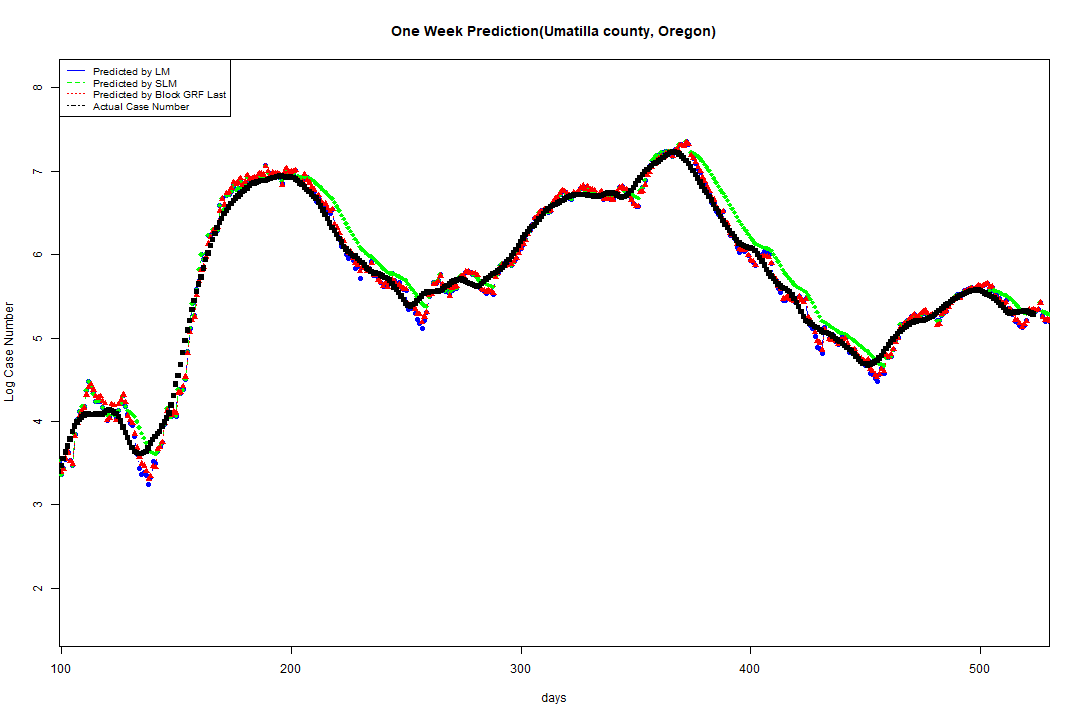 One Week Prediction(Umatilla county, Oregon)
Predicted by LM
Predicted by SLM
Predicted by Block GRF Last
Actual Case Number
8
7
6
5
4
3
2
Log Case Number
100 200 300 400 500
days